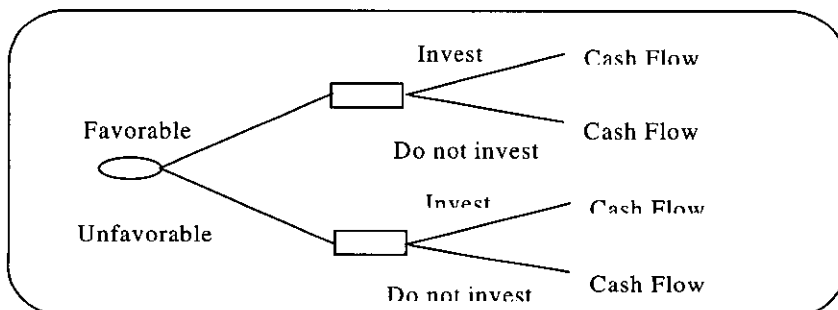 Invest
Cash Flow
Favorable
Cash Flow
Do not invest
Invest
Cash Flow
Unfavorable
Cash Flow
Do not invest